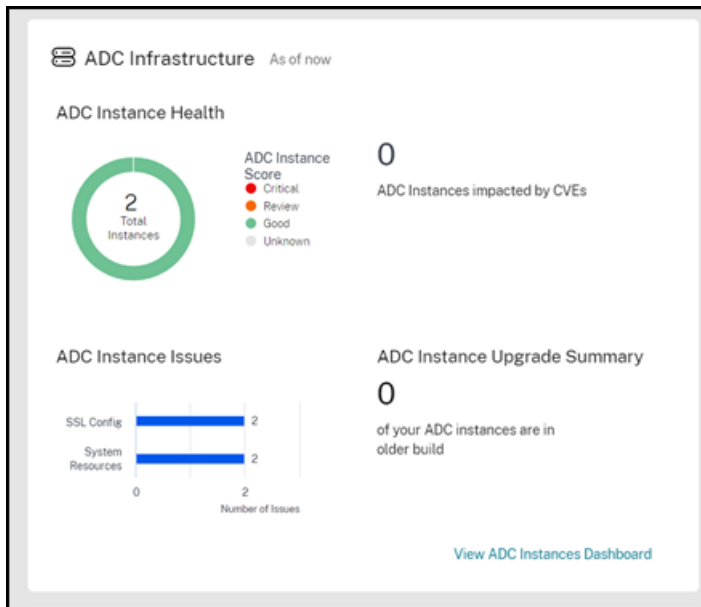 ADC Infrastructure As of now
ADC Instance Health
2
Total
Instances
ADC Instance
Score
Critical
Review
Good
Unknown
0
ADC Instances impacted by CVEs
ADC Instance Issues
SSL Config
2
System
Resources
2
0
2
Number of Issues
ADC Instance Upgrade Summary
0
of your ADC instances are in
older build
View ADC Instances Dashboard